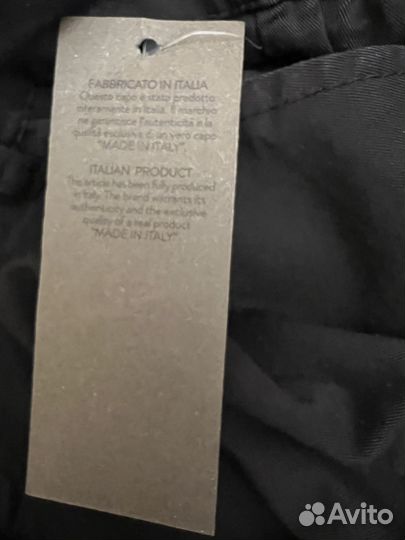 FABBRICATO IN ITALIA
Questo capo è stato prodotto
interamente in Italia. Il marchio
ne garantisce l'autenticità e la
qualità esclusiva di un vero capo
"MADE IN ITALY".
ITALIAN PRODUCT
This article has been fully produced
in Italy. The brand warrants its
authenticity and the exclusive
quality of a real product
"MADE IN ITALY".
Avito